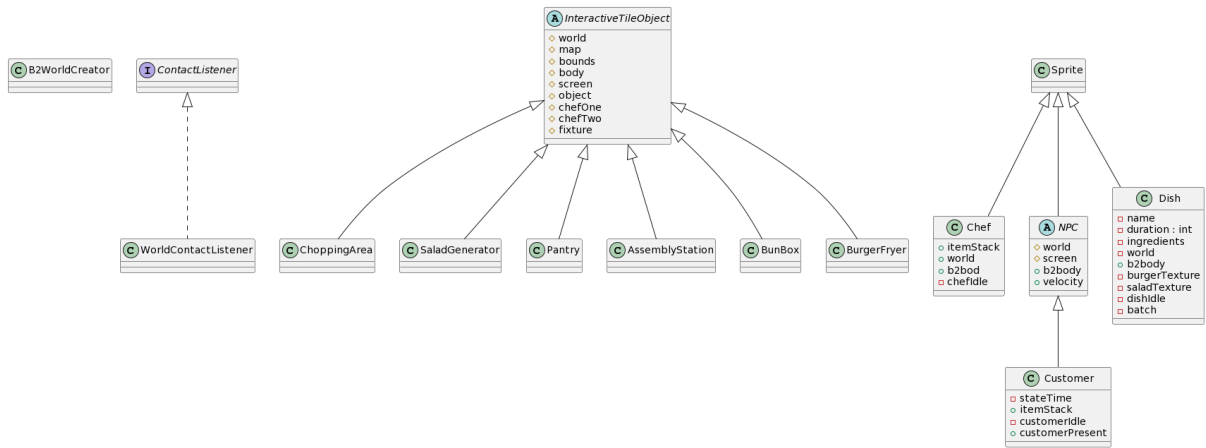 A InteractiveTileObject
world
map
bounds
body
screen
object
chefOne
chefTwo
fixture
C B2WorldCreator
I ContactListener
C Sprite
C Chef
itemStack
world
b2bod
chefIdle
A NPC
world
screen
b2body
velocity
C Dish
name
duration : int
ingredients
world
b2body
burgerTexture
saladTexture
dishIdle
batch
C WorldContactListener
C ChoppingArea
C SaladGenerator
C Pantry
C AssemblyStation
C BunBox
C BurgerFryer
C Customer
stateTime
itemStack
customerIdle
customerPresent